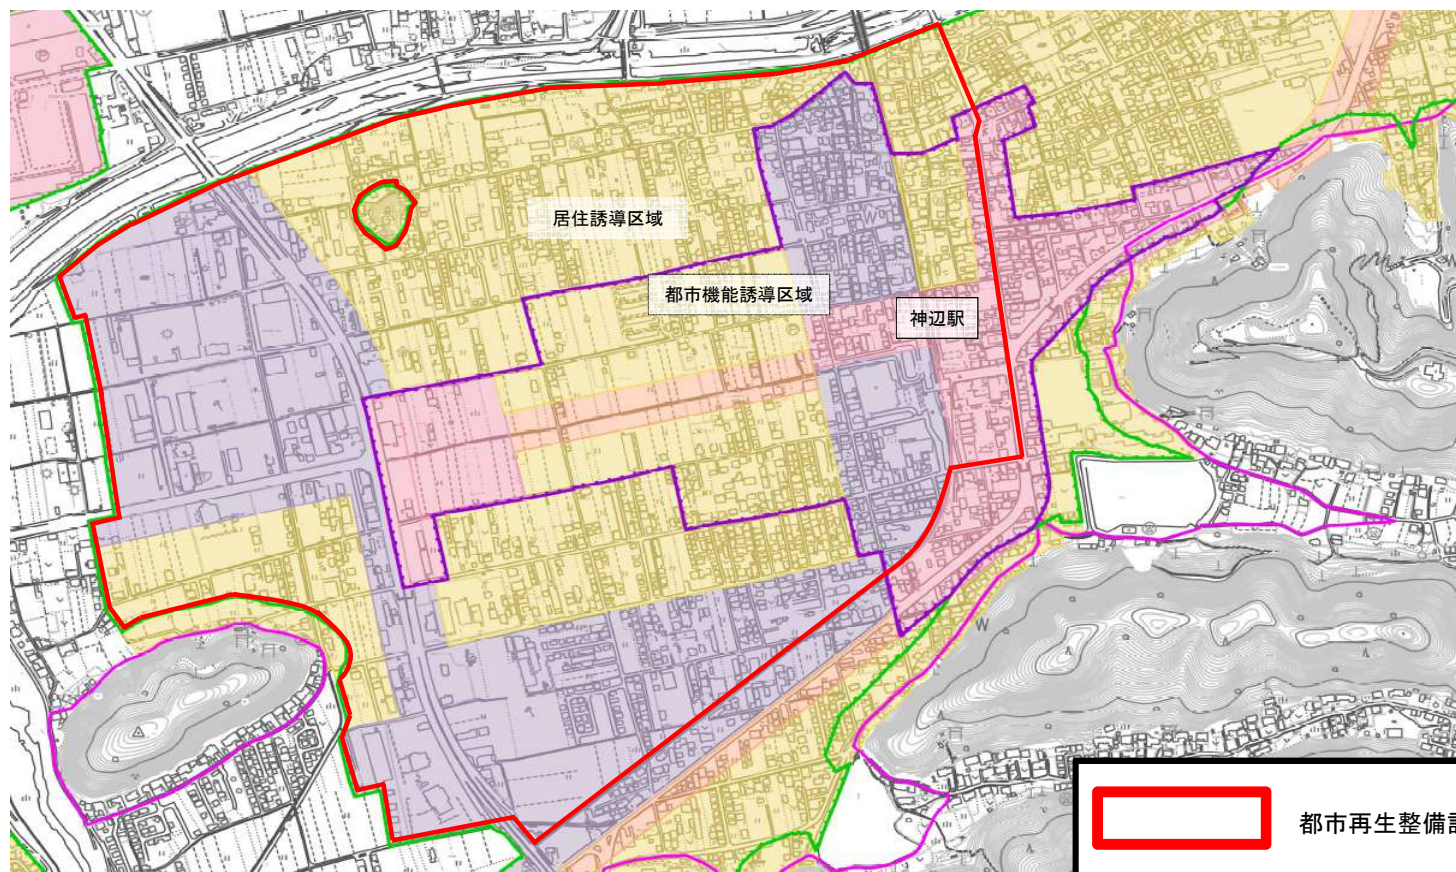 居住誘導区域
都市機能誘導区域
神辺駅
都市再生整備